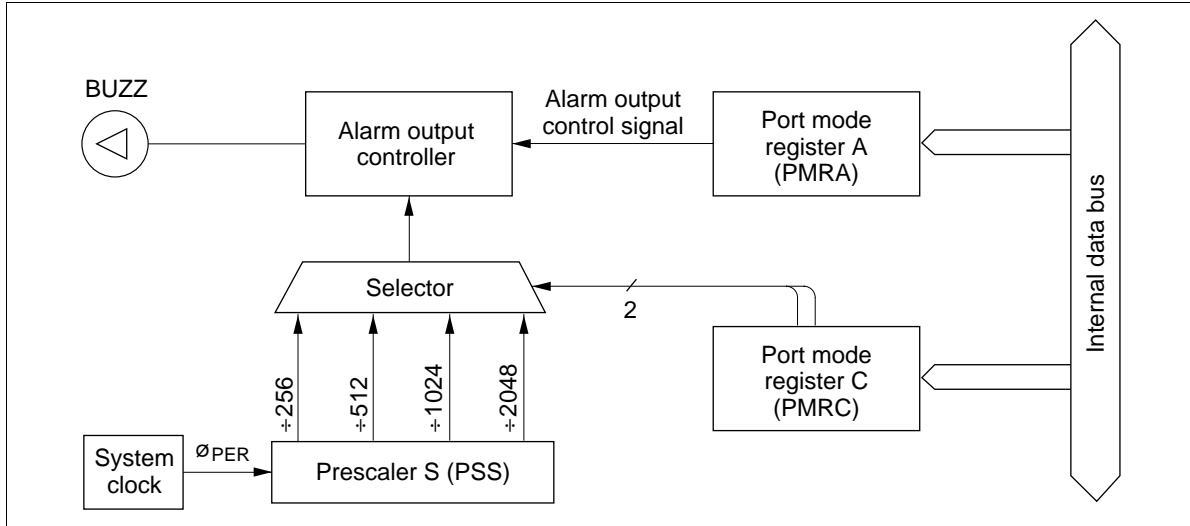 BUZZ
Alarm output
controller
Alarm output
control signal
Port mode
register A
(PMRA)
Internal data bus
Selector
2
Port mode
register C
(PMRC)
÷256
÷512
÷1024
÷2048
System
clock
øPER
Prescaler S (PSS)